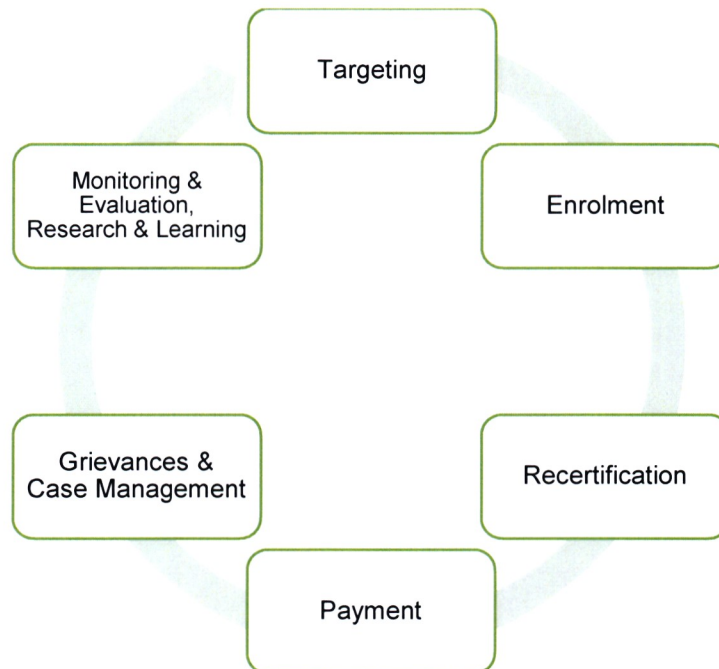 Targeting
Enrolment
Recertification
Payment
Grievances &
Case Management
Monitoring &
Evaluation,
Research & Learning